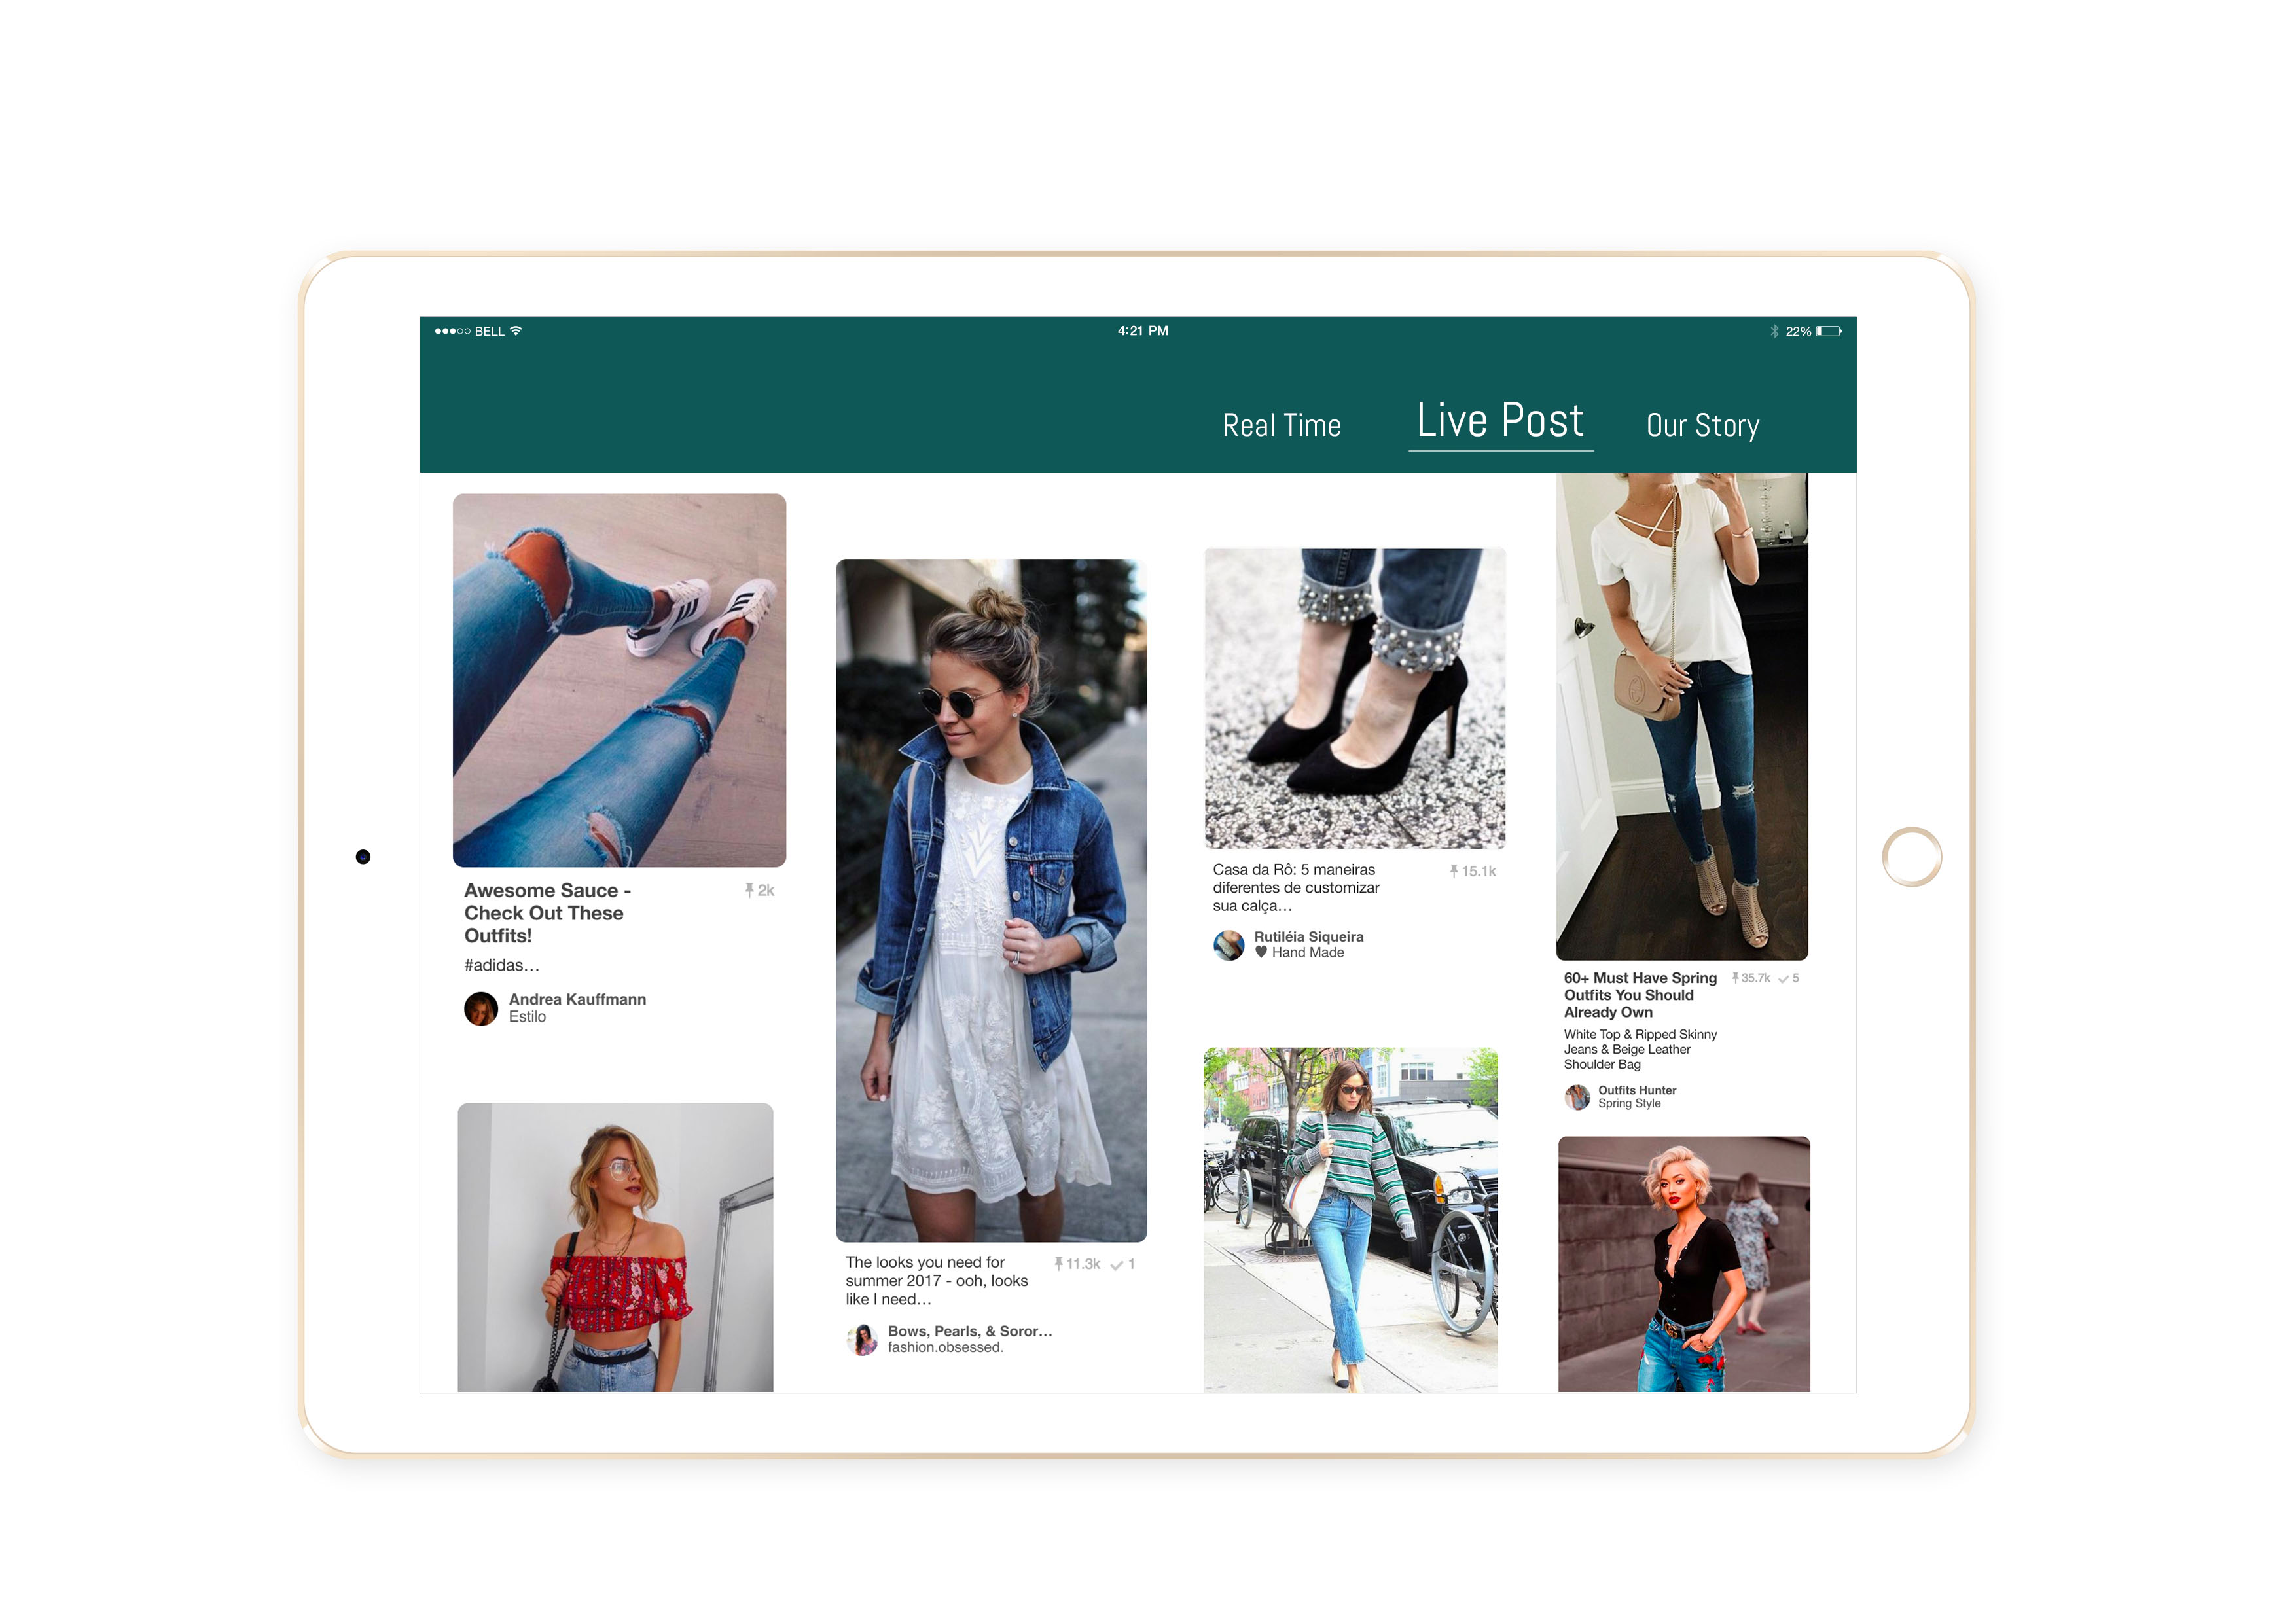 BELL
4:21 PM
22%
Real Time
Live Post
Our Story
Awesome Sauce -
Check Out These
Outfits!
2k
#adidas...
Andrea Kauffmann
Estilo
The looks you need for
summer 2017 - ooh, looks
like I need...
11.3k
1
Bows, Pearls, & Soror...
fashion.obsessed.
Casa da Rô: 5 maneiras
diferentes de customizar
sua calça...
15.1k
Rutiléia Siqueira
Hand Made
60+ Must Have Spring
Outfits You Should
Already Own
35.7k
5
White Top & Ripped Skinny
Jeans & Beige Leather
Shoulder Bag
Outfits Hunter
Spring Style